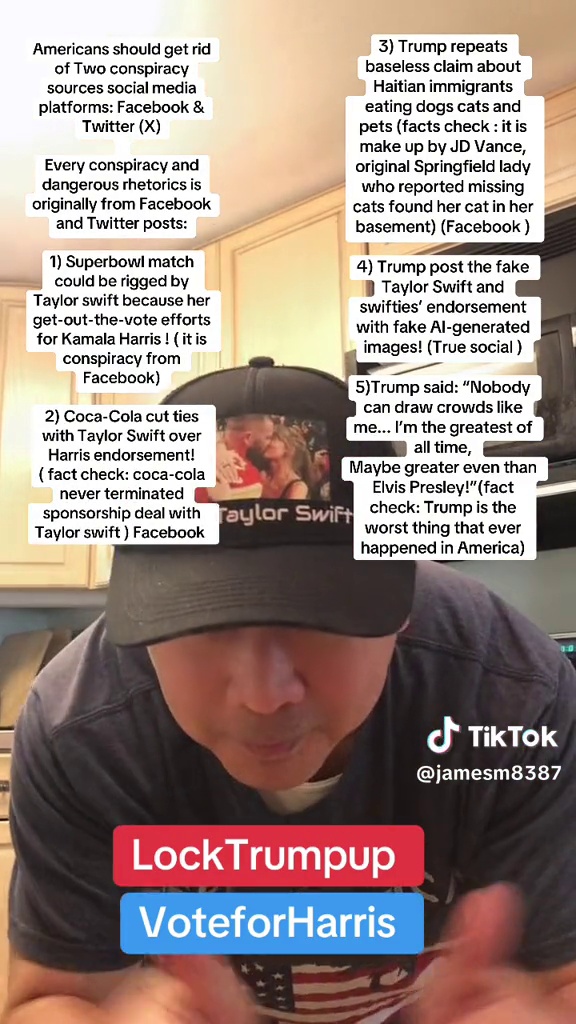 Americans should get rid
of Two conspiracy
sources social media
platforms: Facebook &
Twitter (X)
Every conspiracy and
dangerous rhetorics is
originally from Facebook
and Twitter posts:
1) Superbowl match
could be rigged by
Taylor swift because her
get-out-the-vote efforts
for Kamala Harris ! ( it is
conspiracy from
Facebook)
2) Coca-Cola cut ties
with Taylor Swift over
Harris endorsement!
( fact check: coca-cola
never terminated
sponsorship deal with
Taylor swift ) Facebook
3) Trump repeats
baseless claim about
Haitian immigrants
eating dogs cats and
pets (facts check : it is
make up by JD Vance,
original Springfield lady
who reported missing
cats found her cat in her
basement) (Facebook )
4) Trump post the fake
Taylor Swift and
swifties’ endorsement
with fake AI-generated
images! (True social )
5)Trump said: “Nobody
can draw crowds like
me... I’m the greatest of
all time,
Maybe greater even than
Elvis Presley!”(fact
check: Trump is the
worst thing that ever
happened in America)
Taylor Swift
TikTok
@jamesm8387
LockTrumpup
VoteforHarris